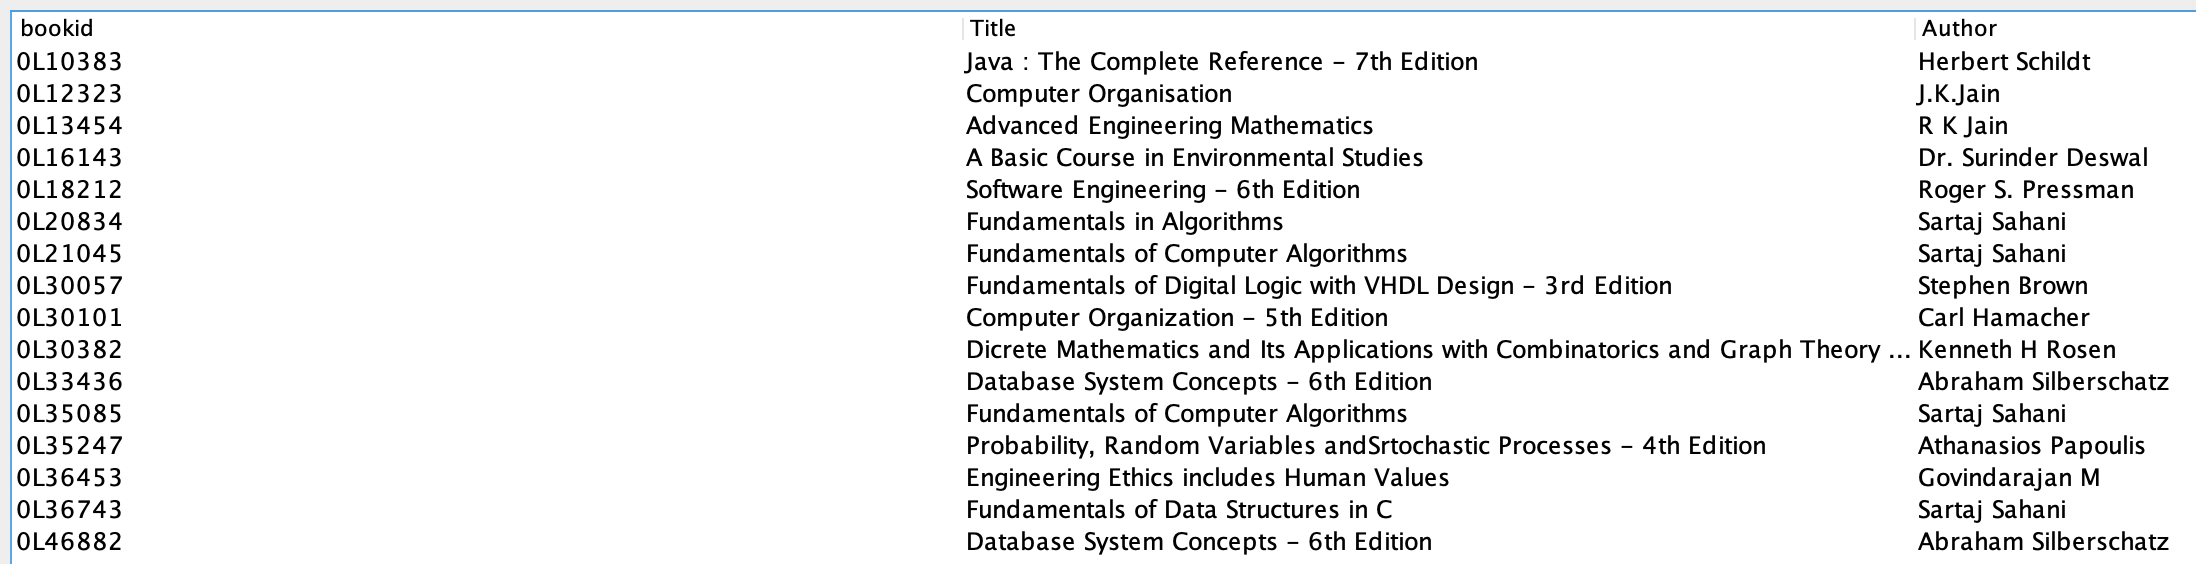 bookid Title Author
0L10383 Java : The Complete Reference – 7th Edition Herbert Schildt
0L12323 Computer Organisation J.K.Jain
0L13454 Advanced Engineering Mathematics R K Jain
0L16143 A Basic Course in Environmental Studies Dr. Surinder Deswal
0L18212 Software Engineering – 6th Edition Roger S. Pressman
0L20834 Fundamentals in Algorithms Sartaj Sahani
0L21045 Fundamentals of Computer Algorithms Sartaj Sahani
0L30057 Fundamentals of Digital Logic with VHDL Design – 3rd Edition Stephen Brown
0L30101 Computer Organization – 5th Edition Carl Hamacher
0L30382 Dicrete Mathematics and Its Applications with Combinatorics and Graph Theory ... Kenneth H Rosen
0L33436 Database System Concepts – 6th Edition Abraham Silberschatz
0L35085 Fundamentals of Computer Algorithms Sartaj Sahani
0L35247 Probability, Random Variables andSrtochastic Processes – 4th Edition Athanasios Papoulis
0L36453 Engineering Ethics includes Human Values Govindarajan M
0L36743 Fundamentals of Data Structures in C Sartaj Sahani
0L46882 Database System Concepts – 6th Edition Abraham Silberschatz